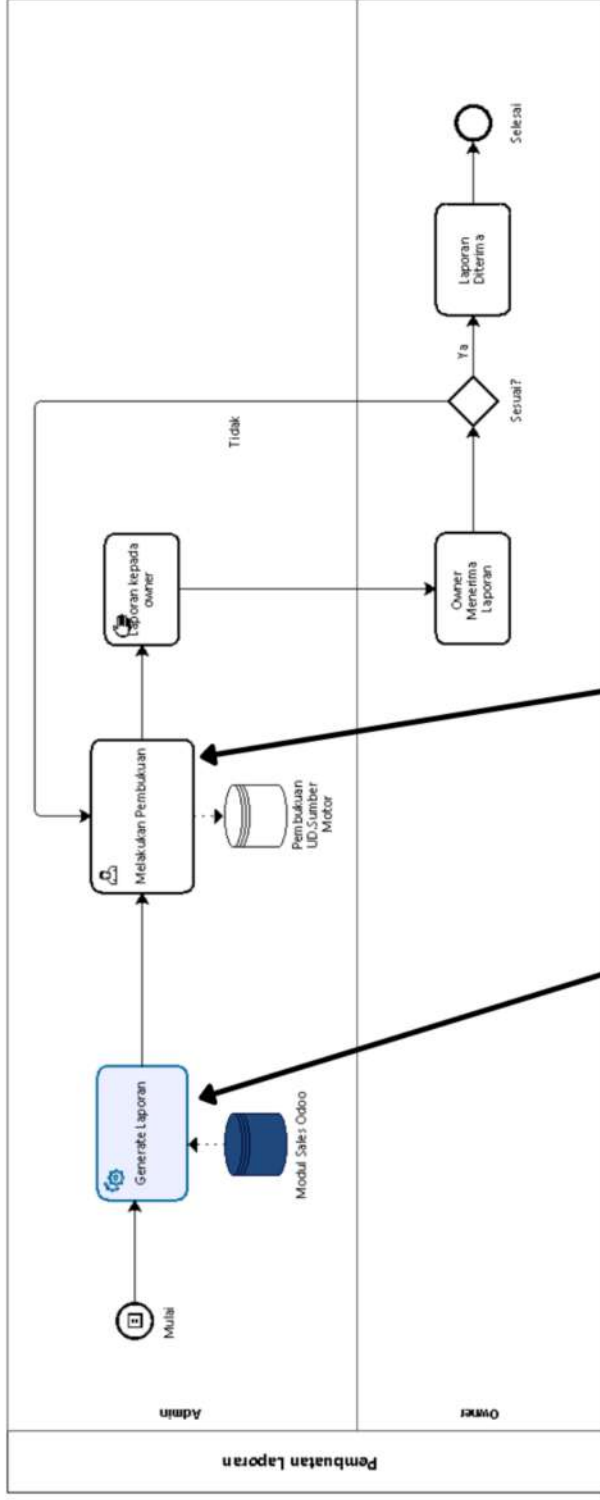 Pembuatan Laporan
Admin
Mulai
Generate Laporan
Modul Sales Odoo
Melakukan Pembukuan
Pembukuan
UD.Sumber
Motor
Laporan kepada
owner
Tidak
Owner
Owner
Menerima
Laporan
Sesuai?
Ya
Laporan
Diterima
Selesai